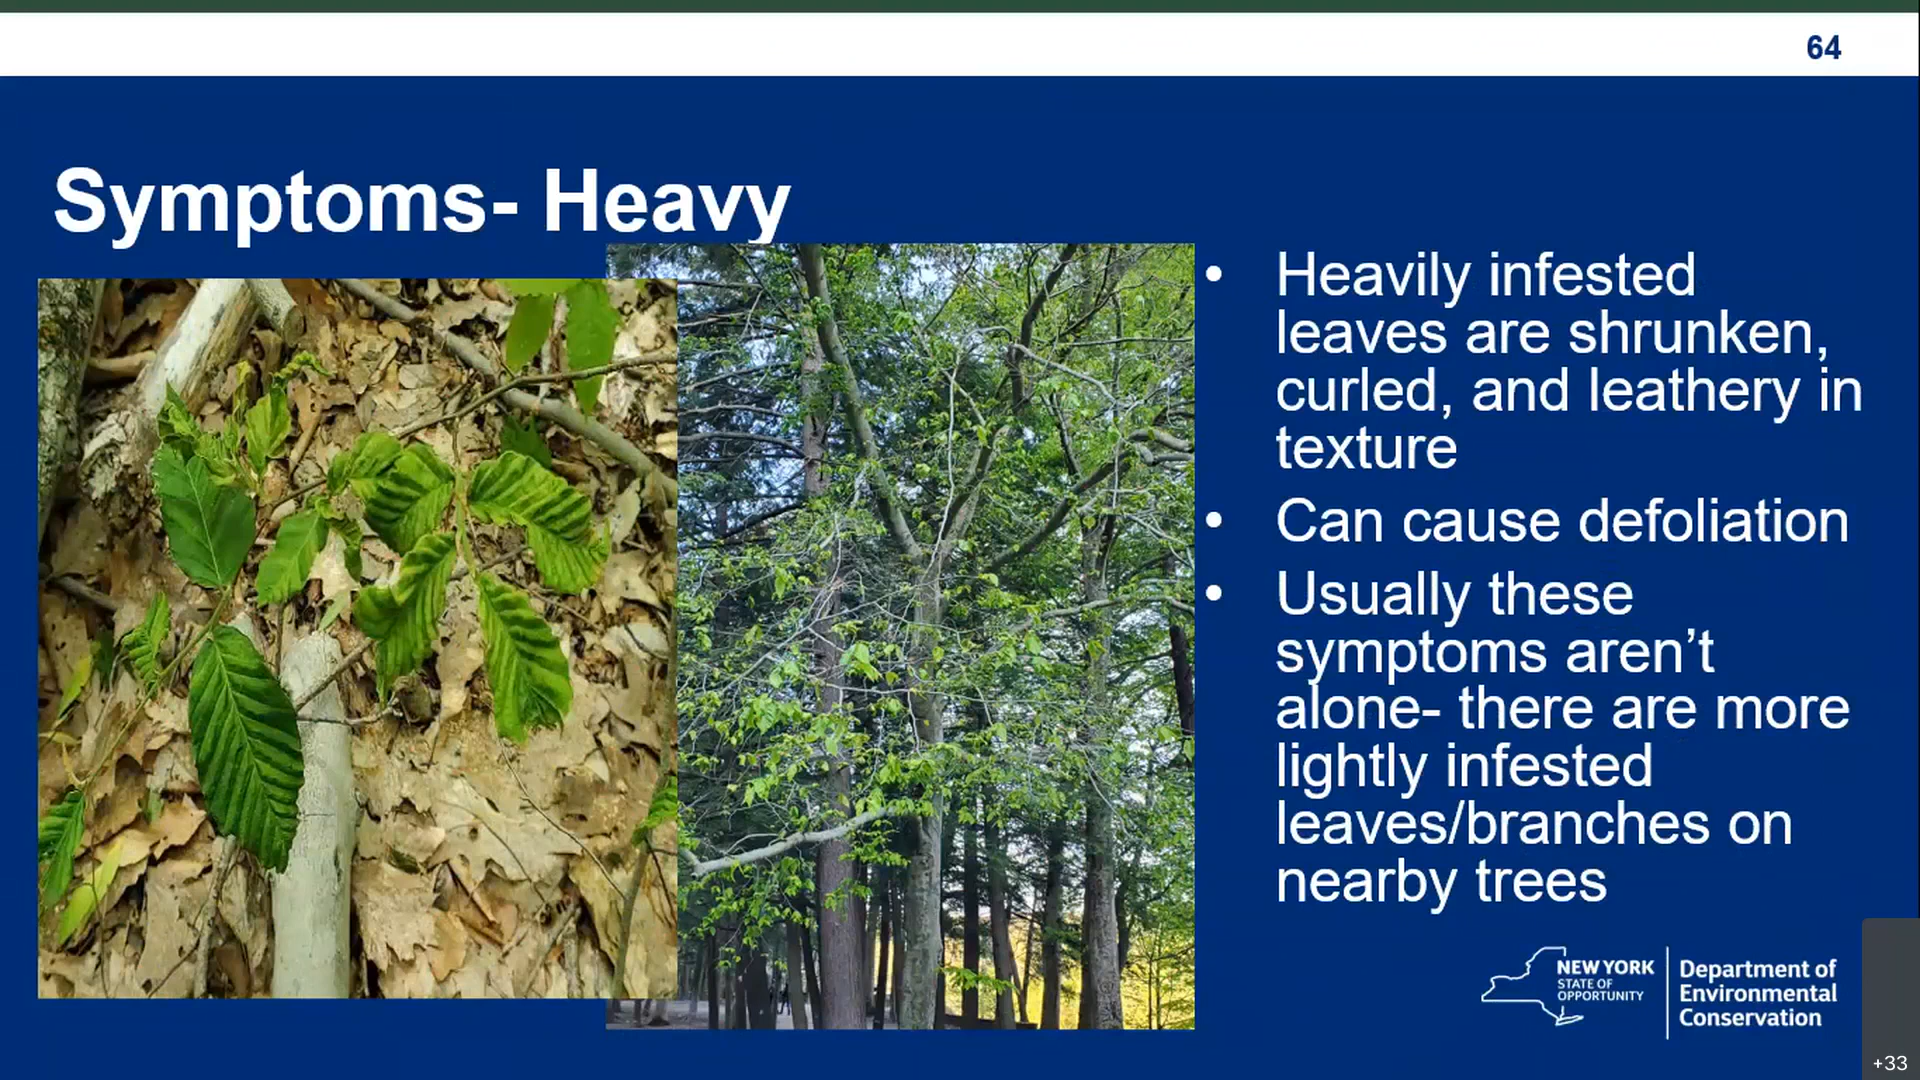 64
Symptoms- Heavy
• Heavily infested
leaves are shrunken,
curled, and leathery in
texture
• Can cause defoliation
• Usually these
symptoms aren’t
alone- there are more
lightly infested
leaves/branches on
nearby trees
NEW YORK
STATE OF
OPPORTUNITY
Department of
Environmental
Conservation
+33